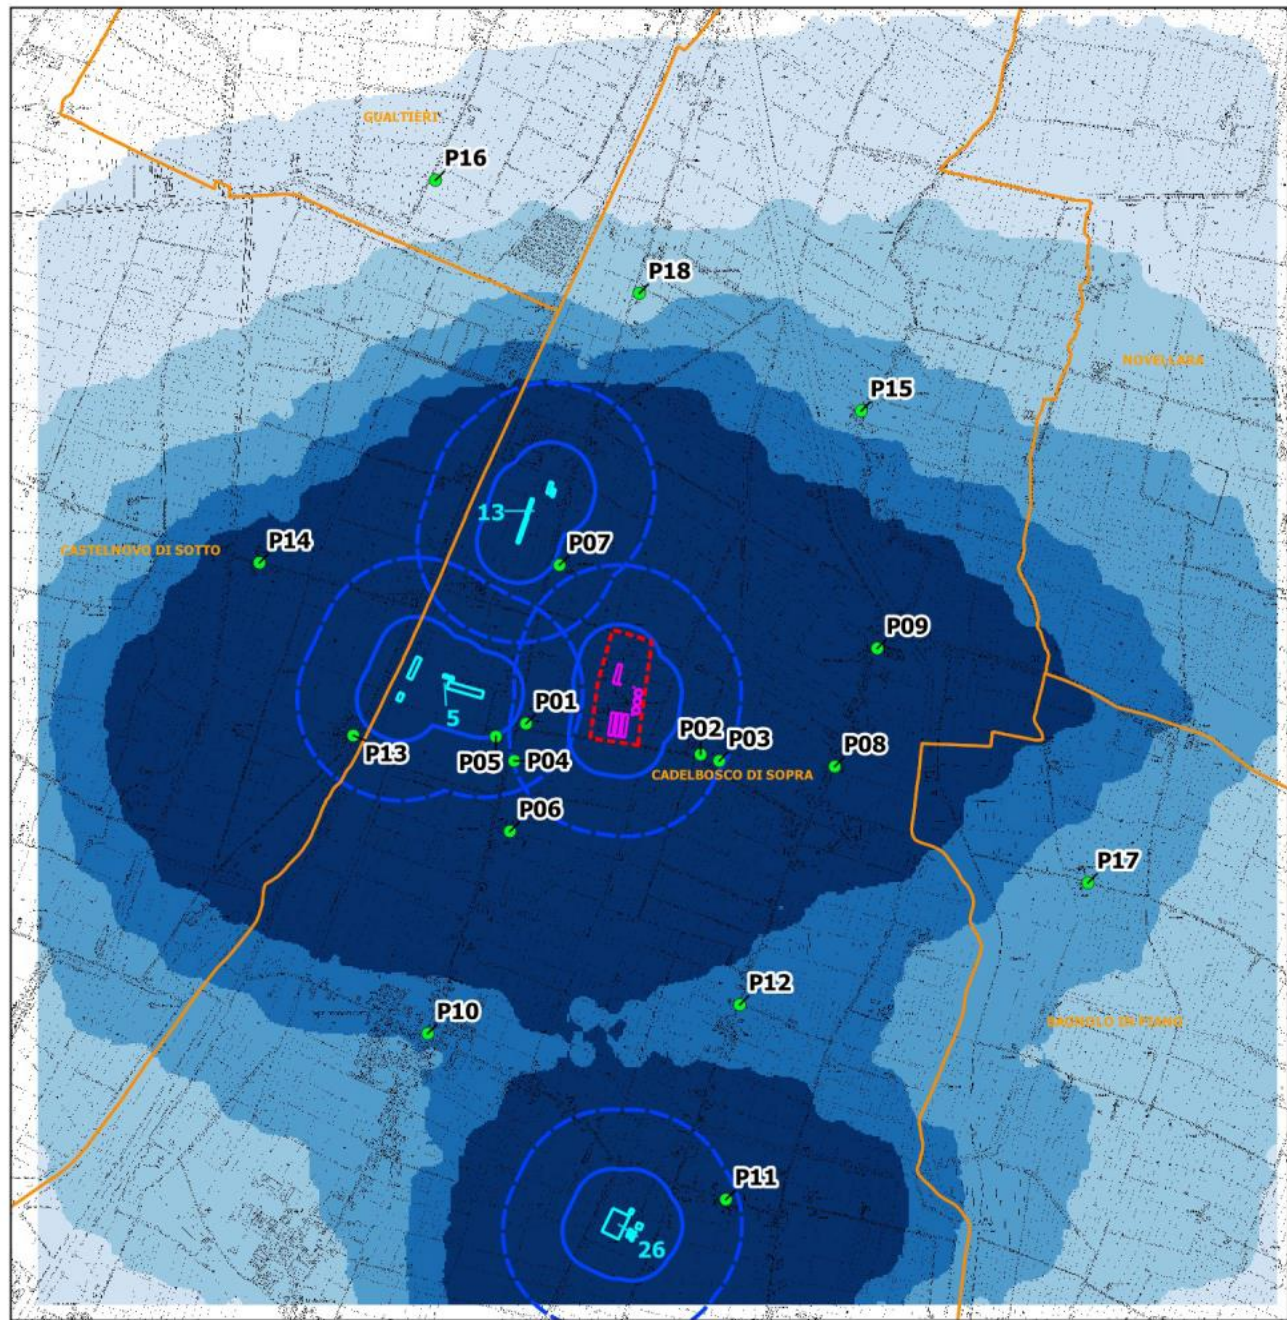 GUALTIERI
P16
P18
NOVELLARA
P15
13
P14
P07
CASTELNOVO DI SOTTO
P09
P01
5
P02
P03
P13
P05
P04
P08
CADELBOSCO DI SOPRA
P06
P17
P12
P10
BAGNOLO IN PIANO
P11
26